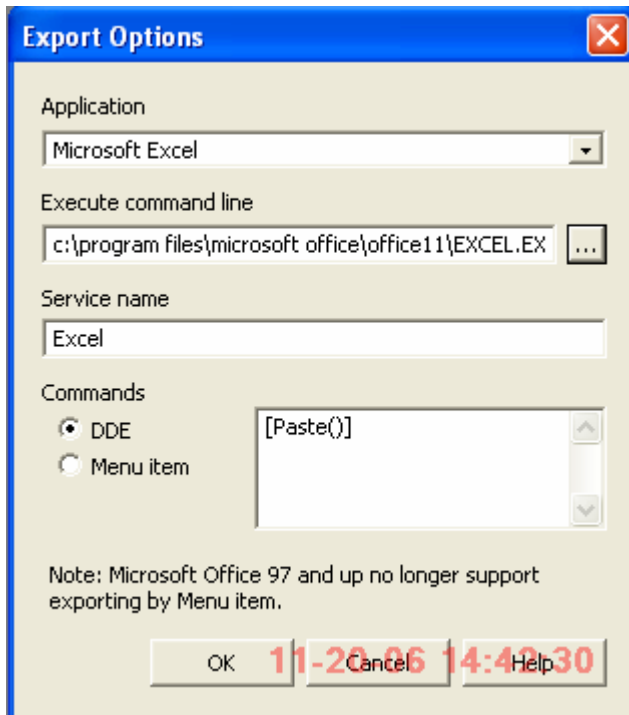 Export Options
Application
Microsoft Excel
Execute command line
c:\program files\microsoft office\office11\EXCEL.EX
...
Service name
Excel
Commands
DDE
[Paste()]
Menu item
Note: Microsoft Office 97 and up no longer support
exporting by Menu item.
OK Cancel Help
11-20-06 14:42:30